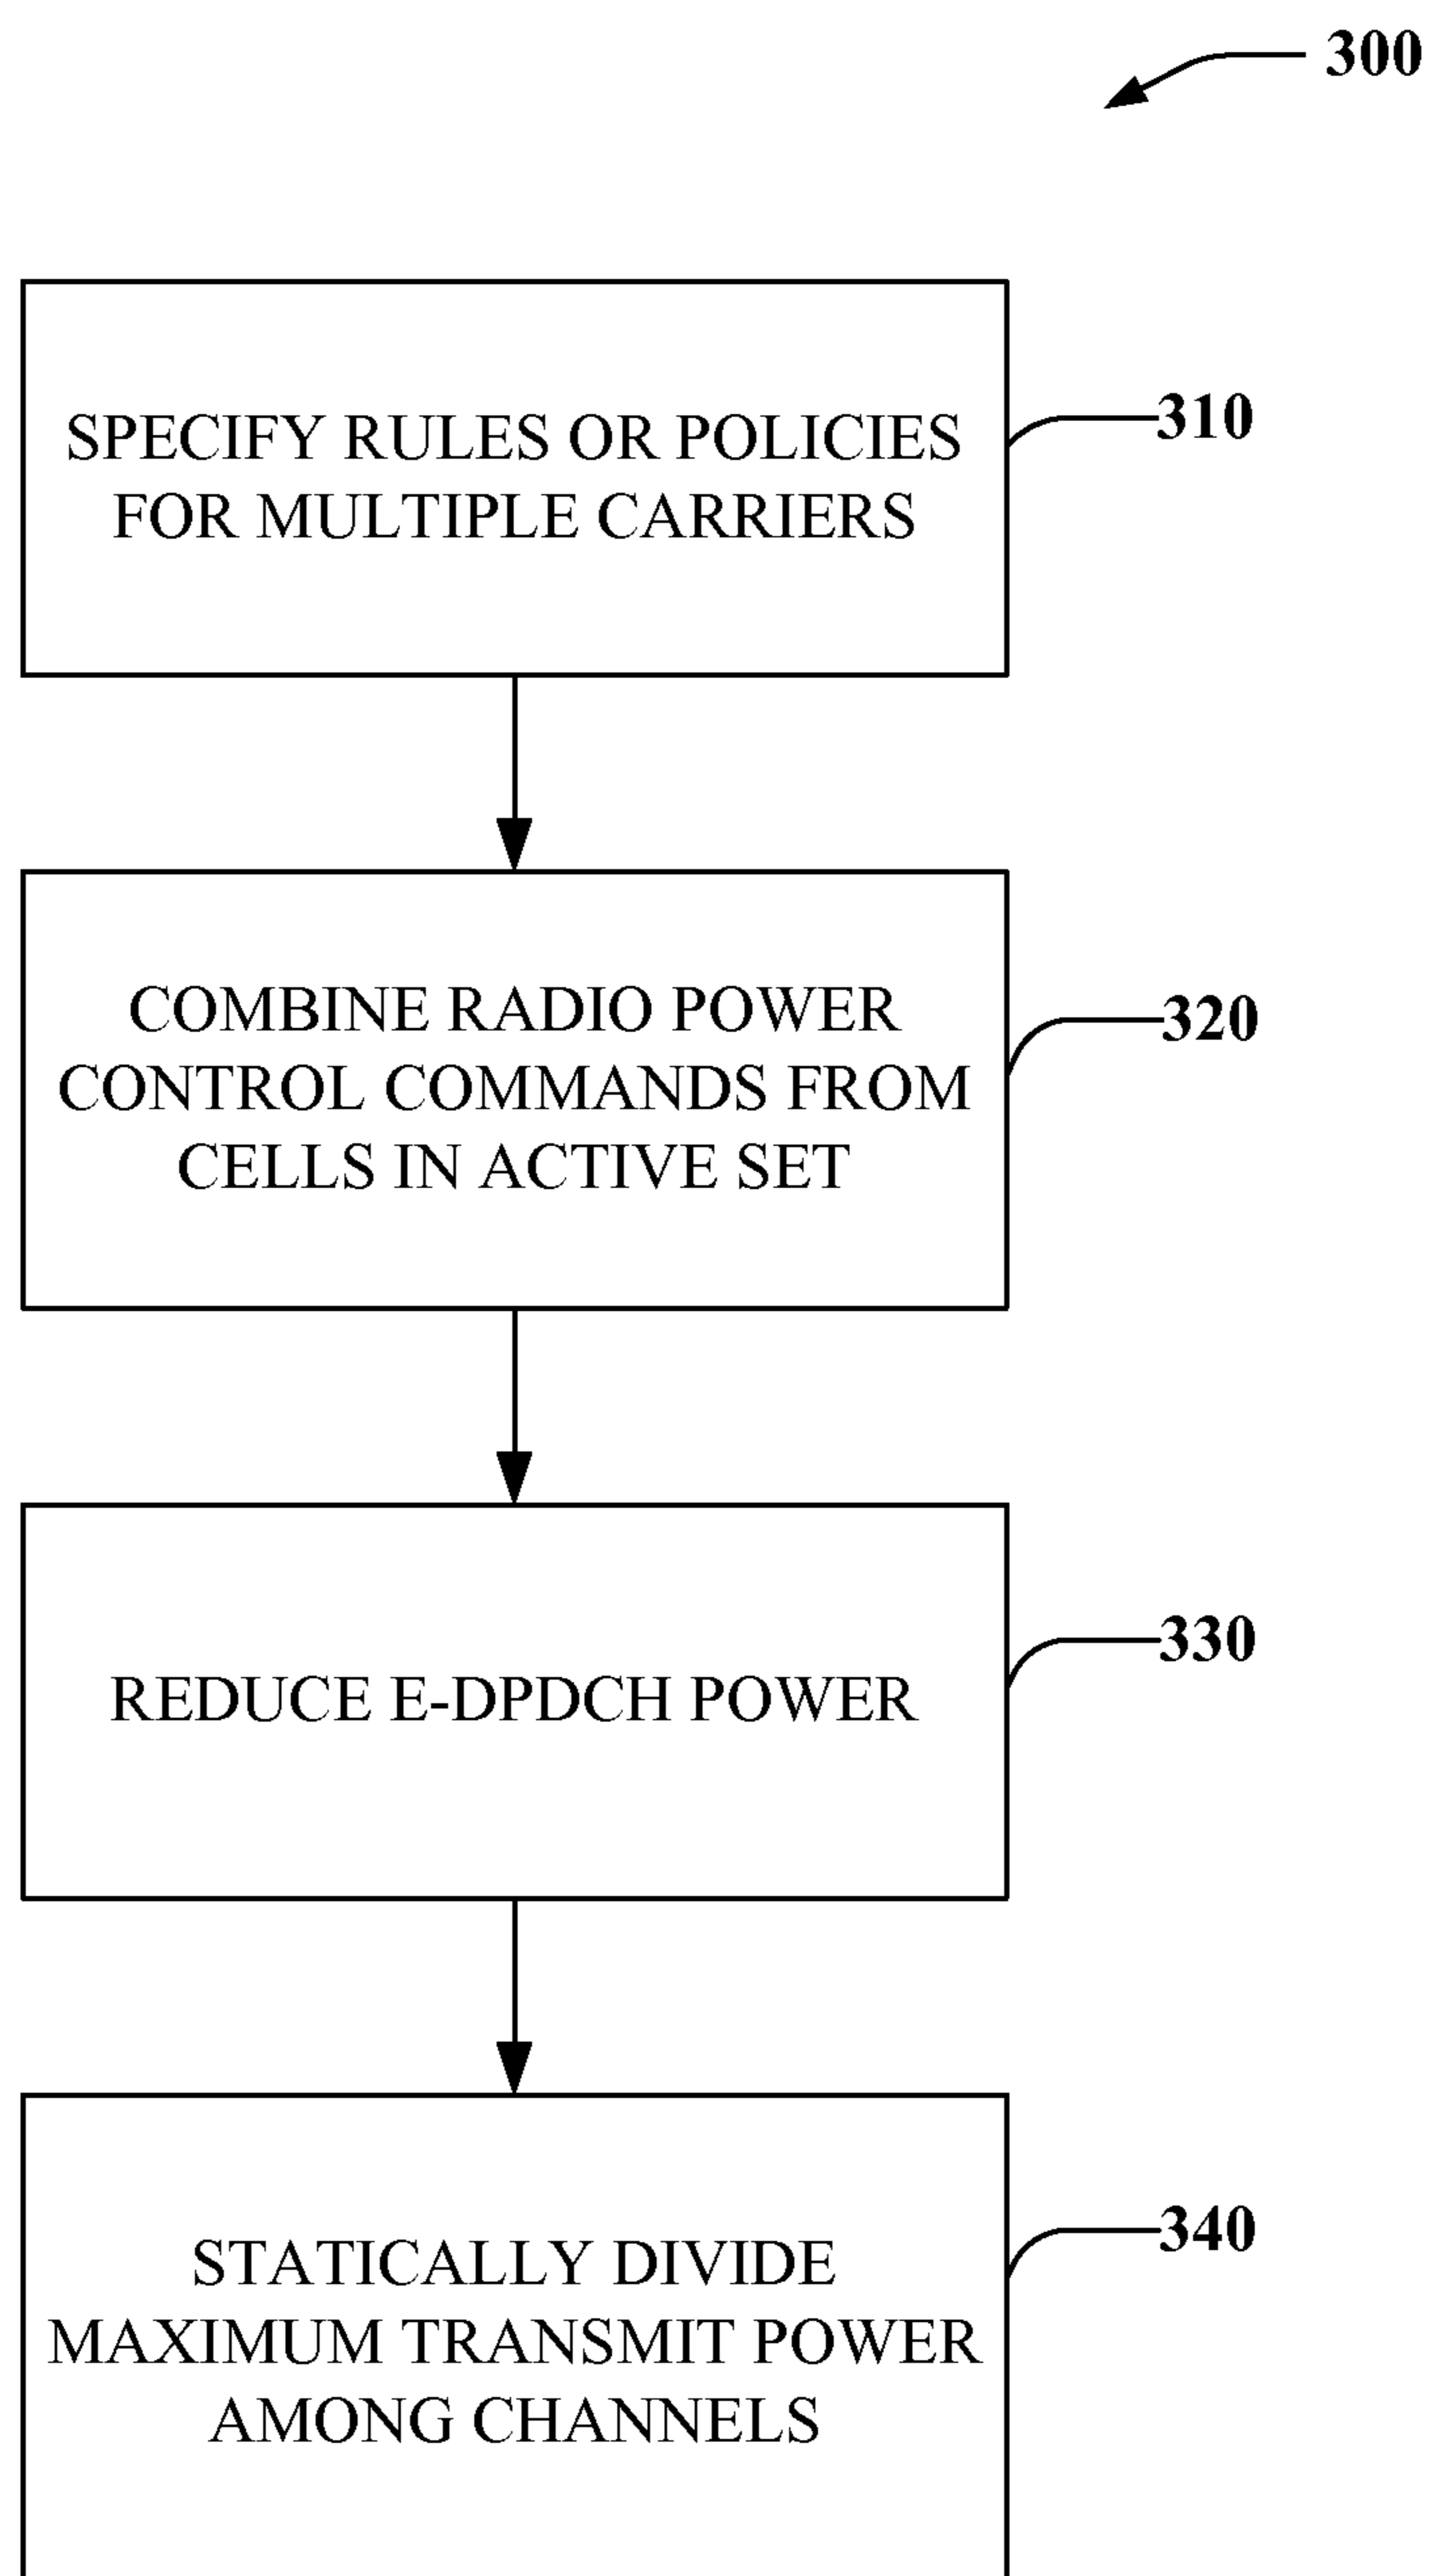 300
SPECIFY RULES OR POLICIES
FOR MULTIPLE CARRIERS
310
COMBINE RADIO POWER
CONTROL COMMANDS FROM
CELLS IN ACTIVE SET
320
REDUCE E-DPDCH POWER
330
STATICALLY DIVIDE
MAXIMUM TRANSMIT POWER
AMONG CHANNELS
340